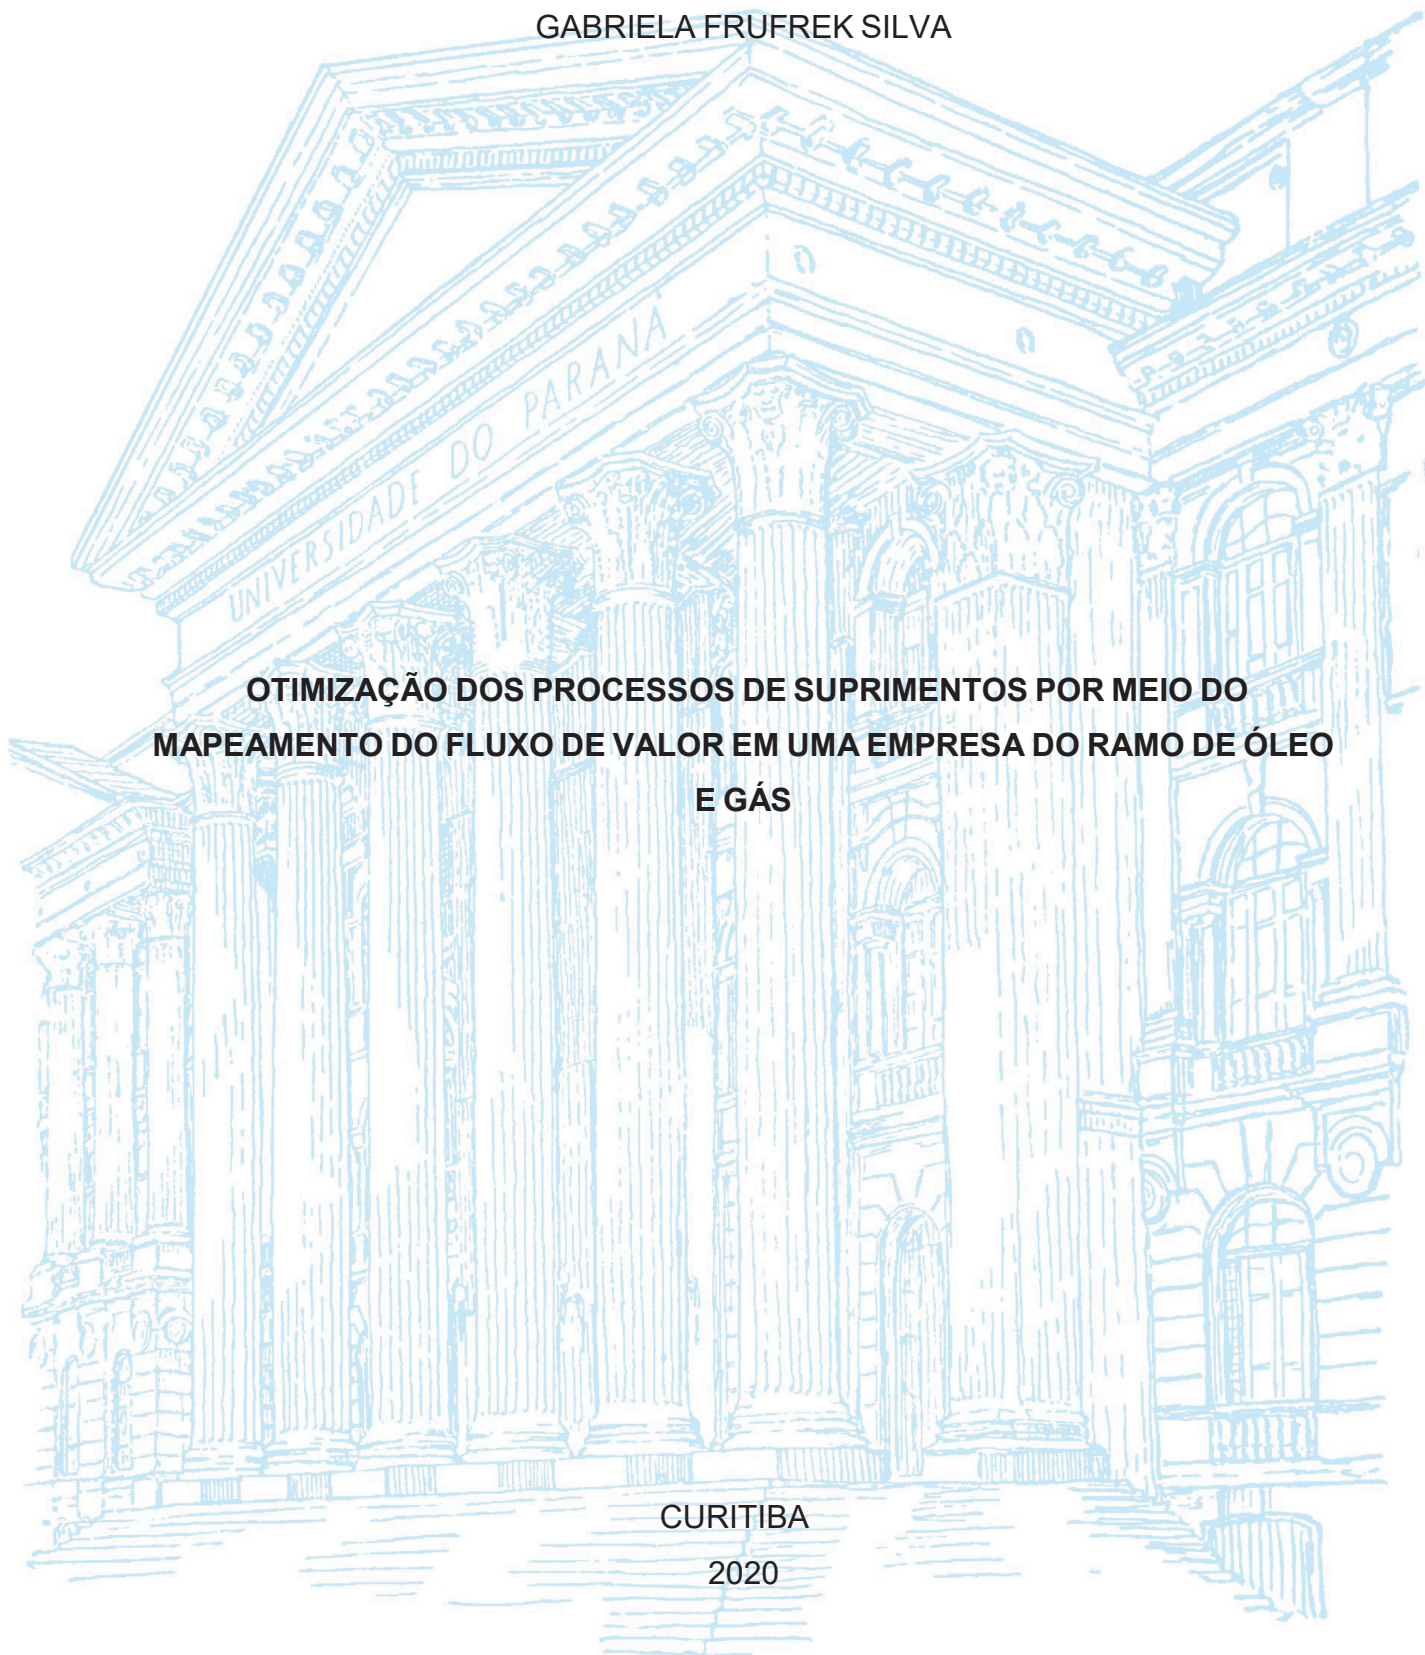 GABRIELA FRUFREK SILVA
UNIVERSIDADE DO PARANÁ
OTIMIZAÇÃO DOS PROCESSOS DE SUPRIMENTOS POR MEIO DO
MAPEAMENTO DO FLUXO DE VALOR EM UMA EMPRESA DO RAMO DE ÓLEO
E GÁS
CURITIBA
2020